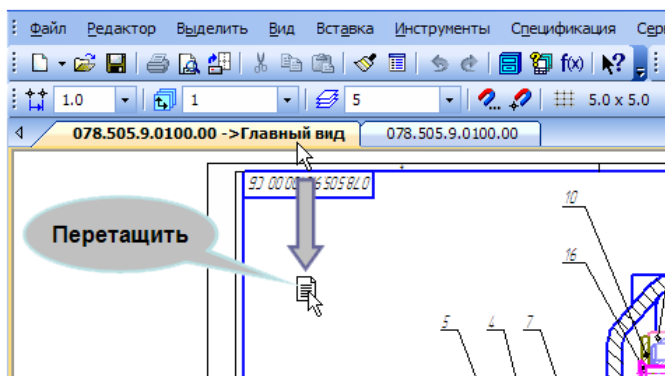 Файл Редактор Выделить Вид Вставка Инструменты Спецификация
f(x)
1.0 1 5 5.0 x 5.0
078.505.9.0100.00 ->Главный вид 078.505.9.0100.00
10
Перетащить
16
5 4 7